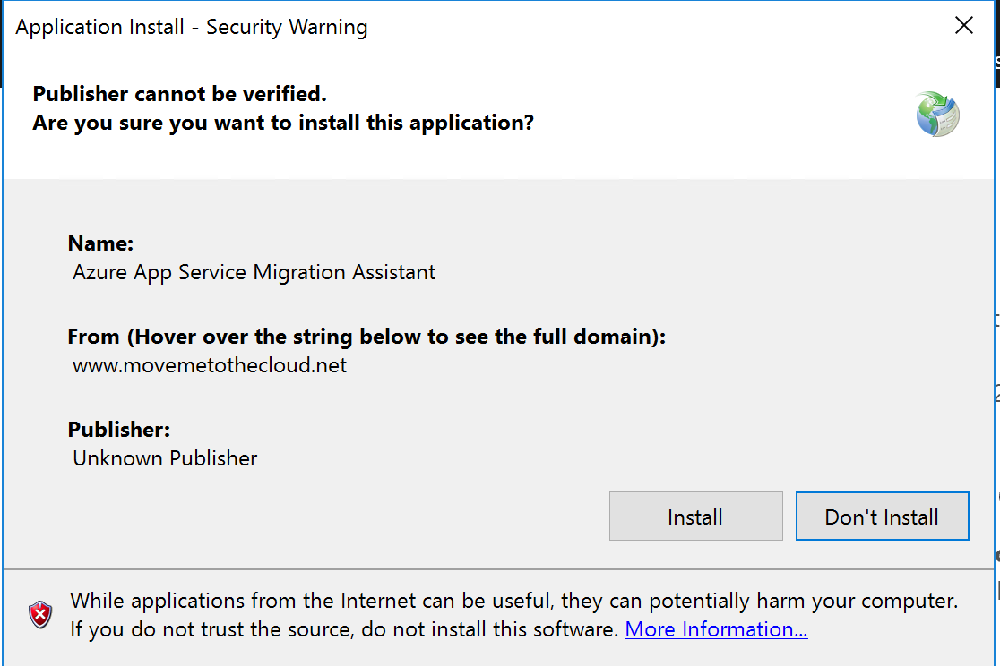 Application Install - Security Warning
Publisher cannot be verified.
Are you sure you want to install this application?
Name:
Azure App Service Migration Assistant
From (Hover over the string below to see the full domain):
www.movemetothecloud.net
Publisher:
Unknown Publisher
Install
Don't Install
While applications from the Internet can be useful, they can potentially harm your computer.
If you do not trust the source, do not install this software. More Information...